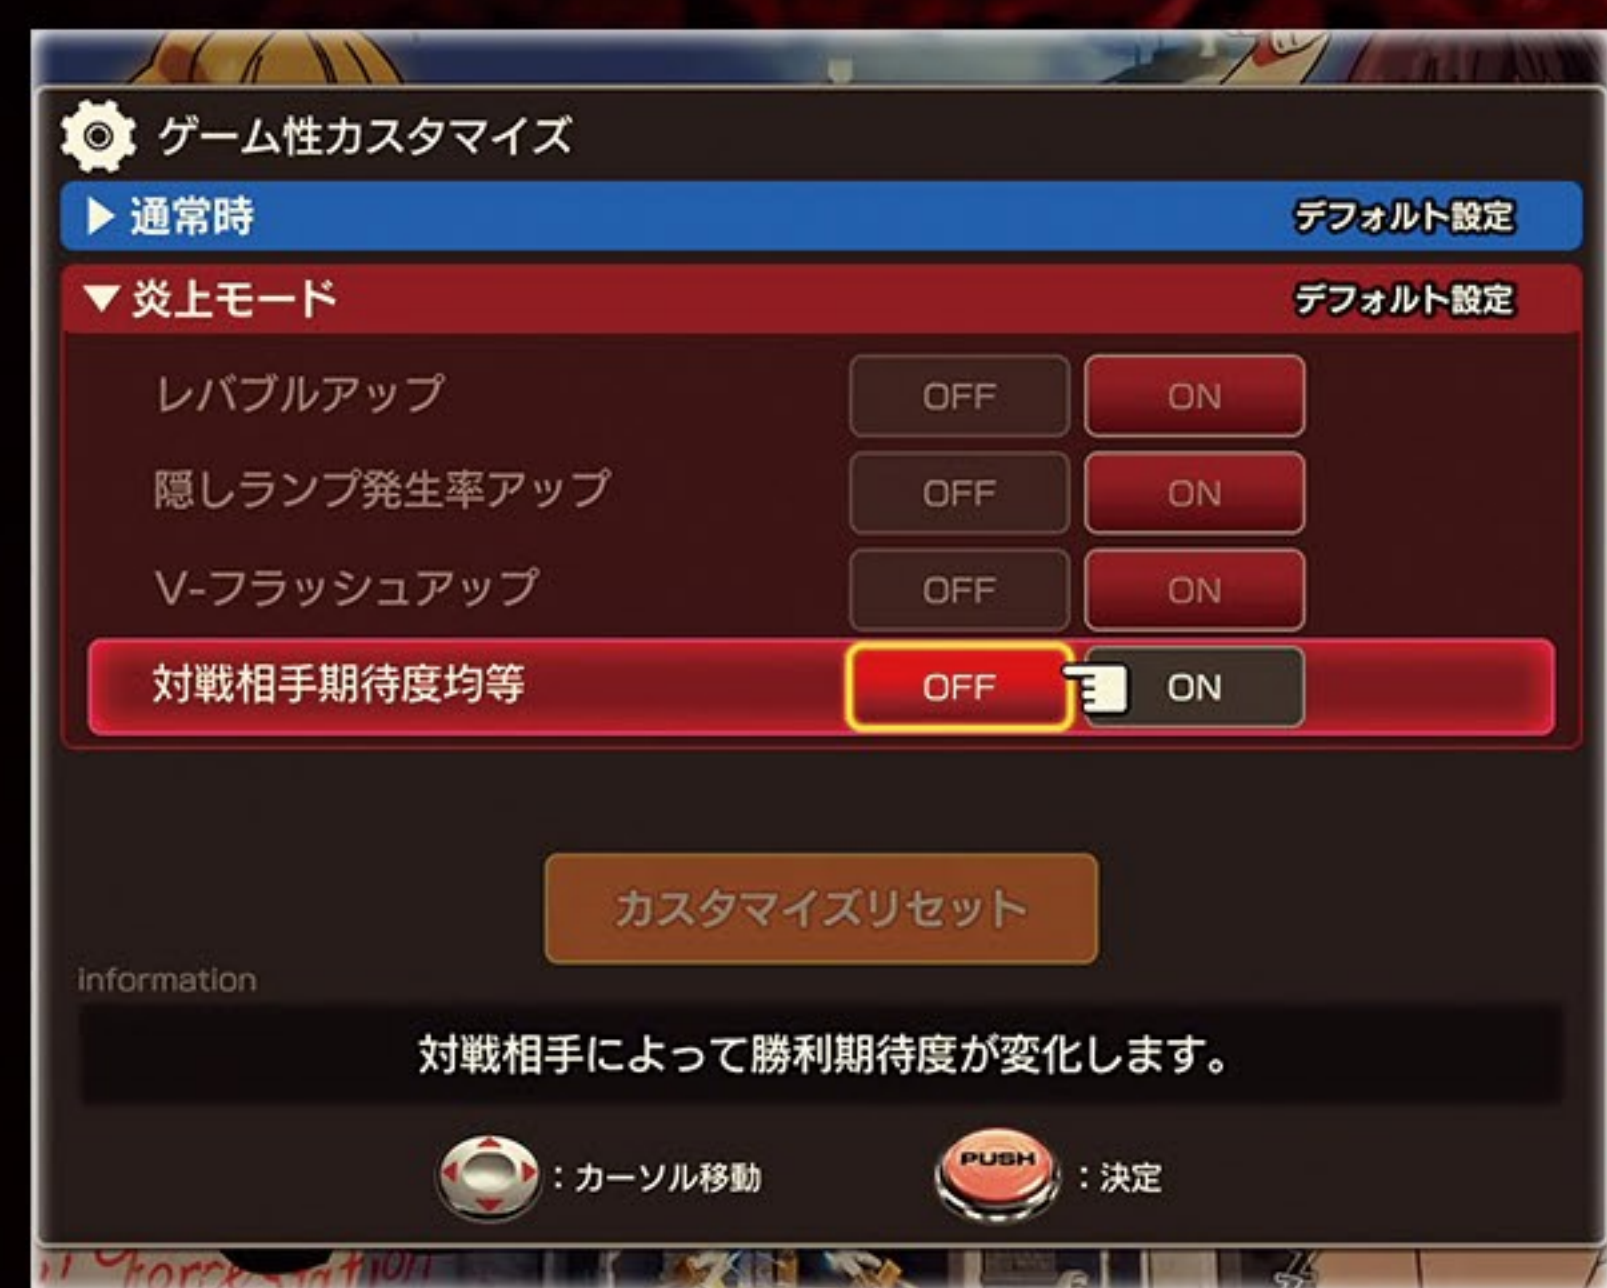 ゲーム性カスタマイズ
▶通常時 デフォルト設定
▼炎上モード デフォルト設定
レバブルアップ OFF ON
隠しランプ発生率アップ OFF ON
V-フラッシュアップ OFF ON
対戦相手期待度均等 OFF ON
カスタマイズリセット
information
対戦相手によって勝利期待度が変化します。
：カーソル移動 PUSH ：決定